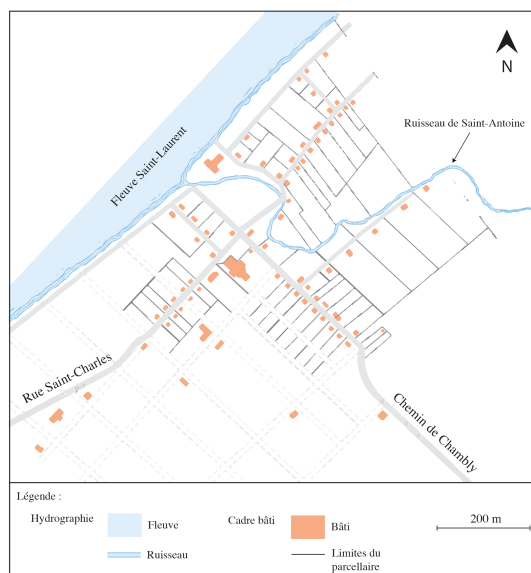 N
Ruisseau de Saint-Antoine
Fleuve Saint-Laurent
Rue Saint-Charles
Chemin de Chambly
Légende :
Hydrographie
Fleuve
Ruisseau
Cadre bâti
Bâti
Limites du
parcellaire
200 m